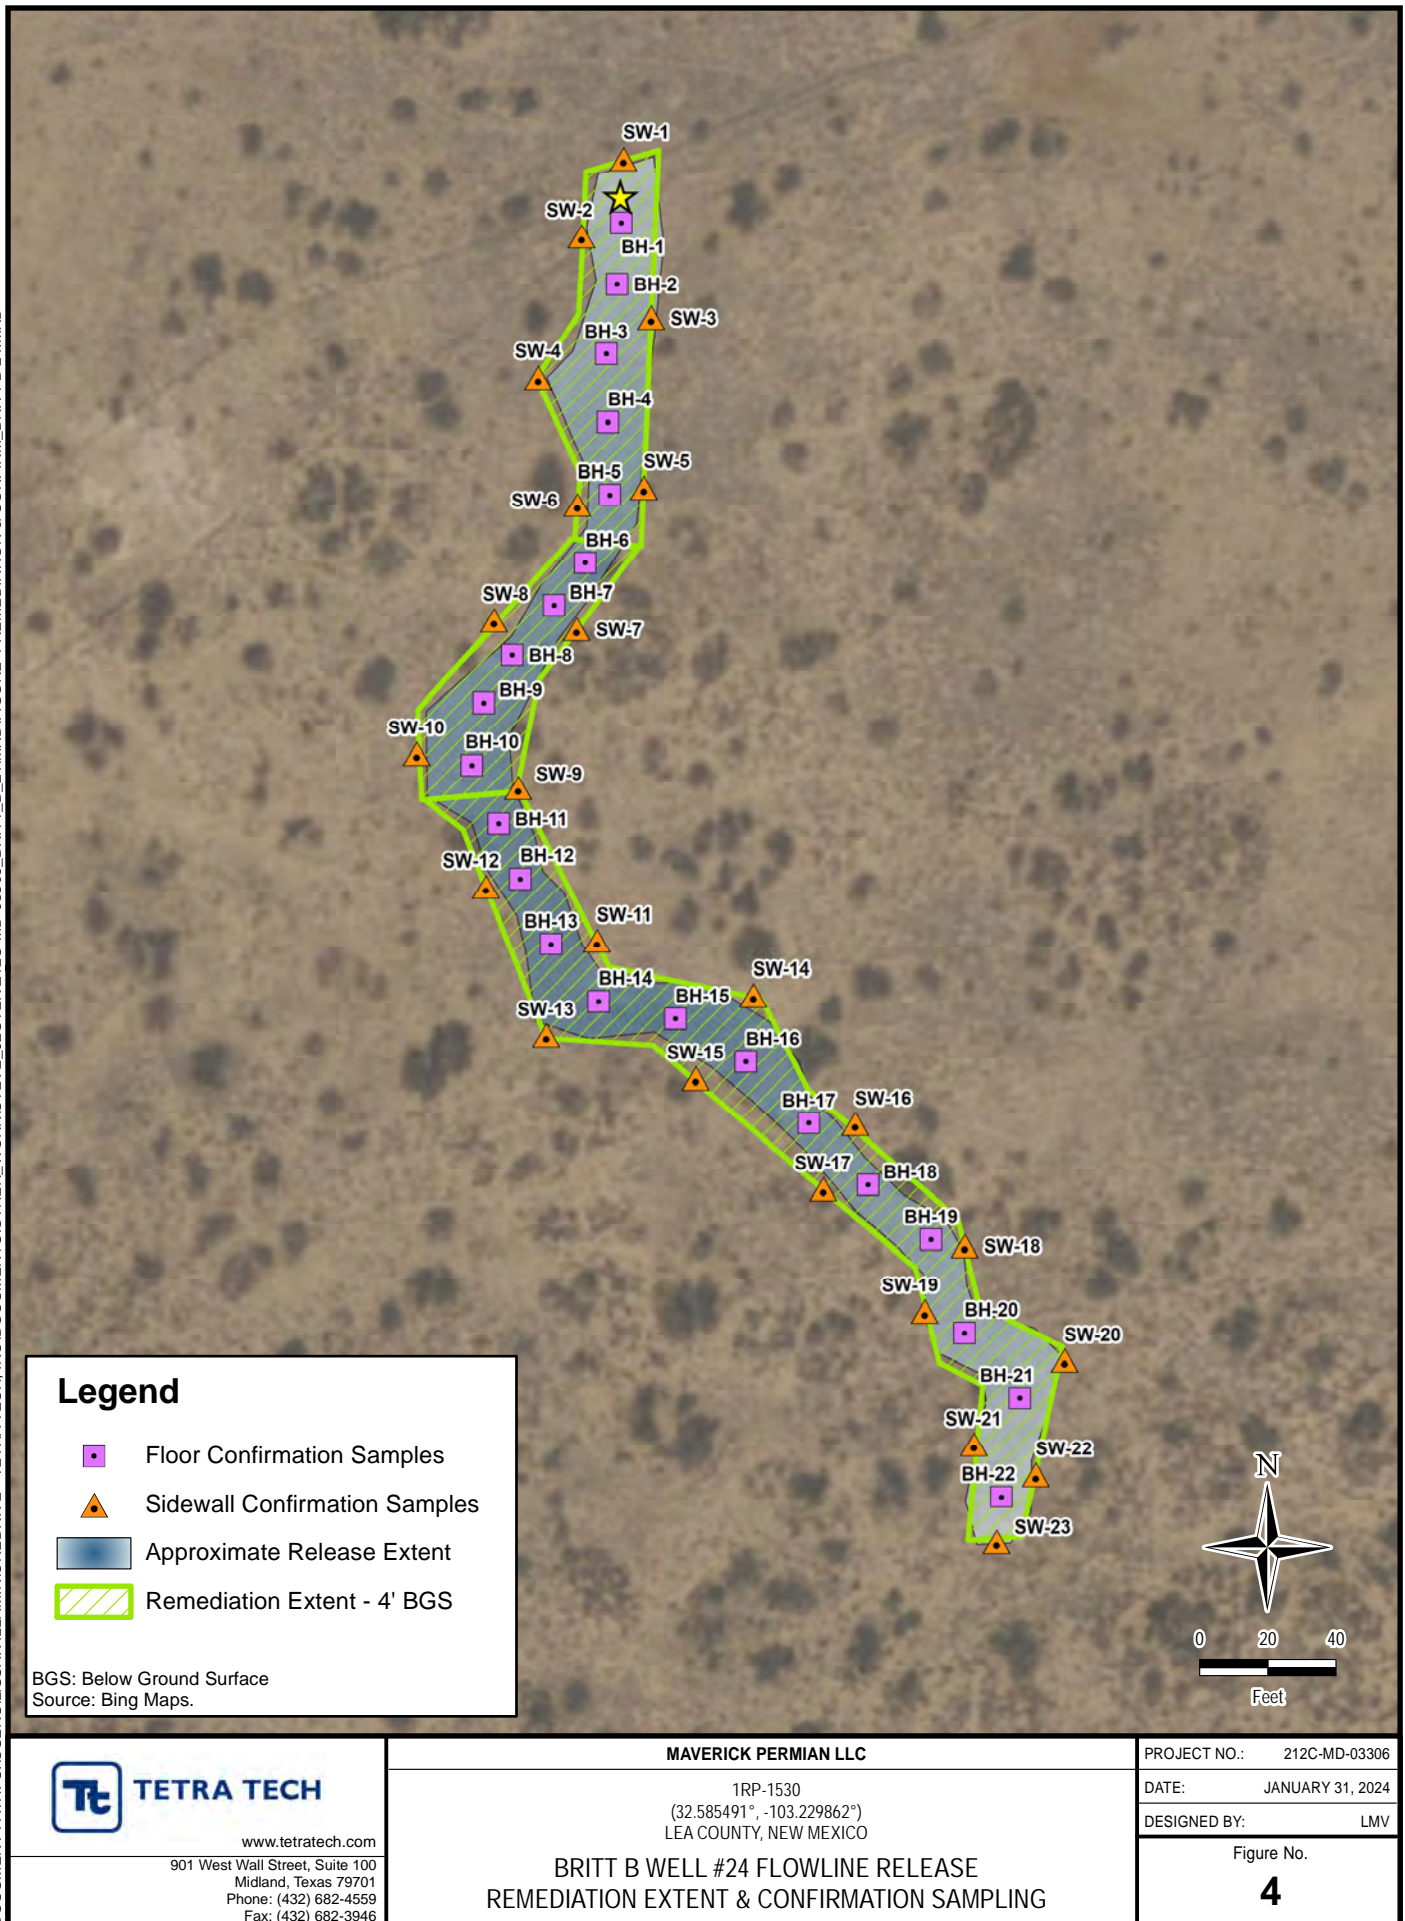 SW-1
SW-2
BH-1
BH-2
SW-3
BH-3
SW-4
BH-4
SW-5
BH-5
SW-6
BH-6
BH-7
SW-8
SW-7
BH-8
BH-9
SW-10
BH-10
SW-9
BH-11
BH-12
SW-12
SW-11
BH-13
SW-14
BH-14
BH-15
SW-13
BH-16
SW-15
BH-17
SW-16
SW-17
BH-18
BH-19
SW-18
SW-19
BH-20
SW-20
BH-21
SW-21
SW-22
BH-22
SW-23
Legend
Floor Confirmation Samples
Sidewall Confirmation Samples
Approximate Release Extent
Remediation Extent - 4' BGS
BGS: Below Ground Surface
Source: Bing Maps.
N
0 20 40
Feet
TETRA TECH
www.tetratech.com
901 West Wall Street, Suite 100
Midland, Texas 79701
Phone: (432) 682-4559
Fax: (432) 682-3946
MAVERICK PERMIAN LLC
1RP-1530
(32.585491°, -103.229862°)
LEA COUNTY, NEW MEXICO
BRITT B WELL #24 FLOWLINE RELEASE
REMEDIATION EXTENT & CONFIRMATION SAMPLING
PROJECT NO.: 212C-MD-03306
DATE: JANUARY 31, 2024
DESIGNED BY: LMV
Figure No.
4